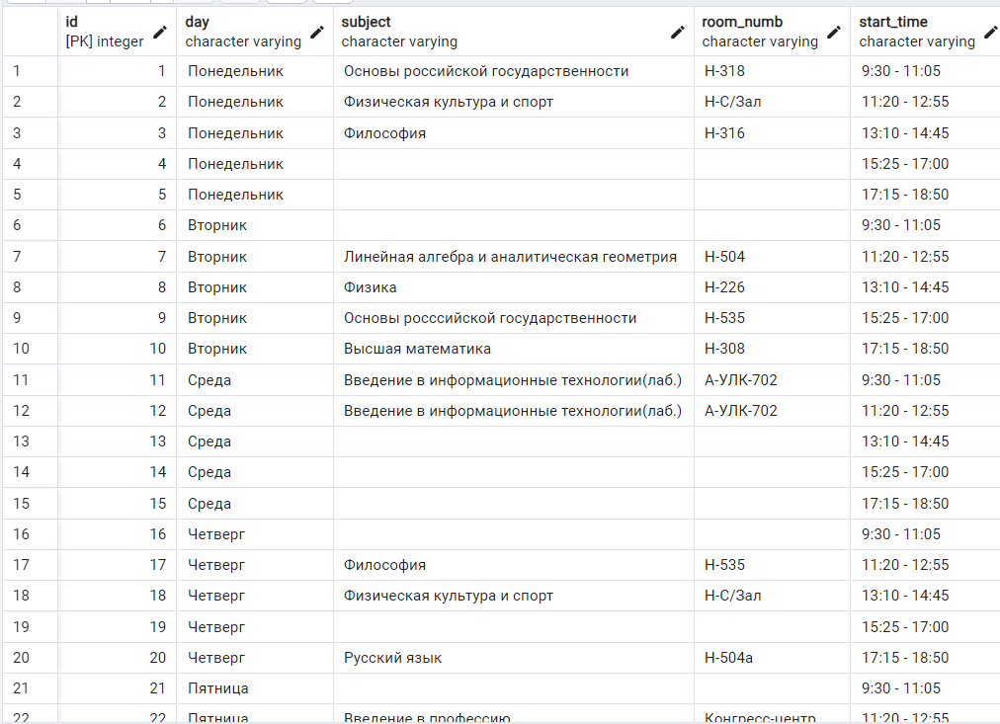 id day subject room_numb start_time
[PK] integer character varying character varying character varying character varying
1 1 Понедельник Основы российской государственности Н-318 9:30 - 11:05
2 2 Понедельник Физическая культура и спорт Н-С/Зал 11:20 - 12:55
3 3 Понедельник Философия Н-316 13:10 - 14:45
4 4 Понедельник 15:25 - 17:00
5 5 Понедельник 17:15 - 18:50
6 6 Вторник 9:30 - 11:05
7 7 Вторник Линейная алгебра и аналитическая геометрия Н-504 11:20 - 12:55
8 8 Вторник Физика Н-226 13:10 - 14:45
9 9 Вторник Основы росссийской государственности Н-535 15:25 - 17:00
10 10 Вторник Высшая математика Н-308 17:15 - 18:50
11 11 Среда Введение в информационные технологии(лаб.) А-УЛК-702 9:30 - 11:05
12 12 Среда Введение в информационные технологии(лаб.) А-УЛК-702 11:20 - 12:55
13 13 Среда 13:10 - 14:45
14 14 Среда 15:25 - 17:00
15 15 Среда 17:15 - 18:50
16 16 Четверг 9:30 - 11:05
17 17 Четверг Философия Н-535 11:20 - 12:55
18 18 Четверг Физическая культура и спорт Н-С/Зал 13:10 - 14:45
19 19 Четверг 15:25 - 17:00
20 20 Четверг Русский язык Н-504а 17:15 - 18:50
21 21 Пятница 9:30 - 11:05
22 22 Пятница Введение в профессию Конгресс-центр 11:20 - 12:55